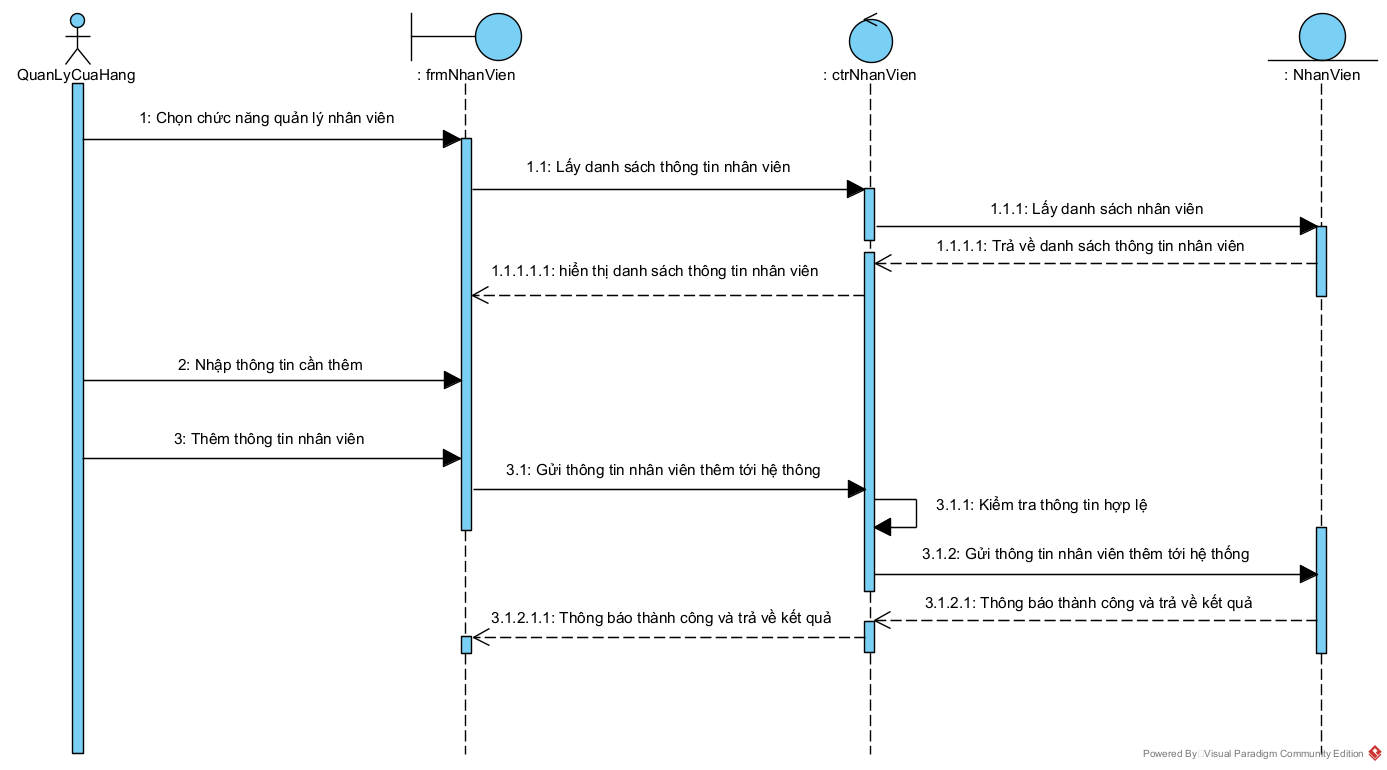 QuanLyCuaHang
: frmNhanVien
: ctrNhanVien
: NhanVien
1: Chọn chức năng quản lý nhân viên
1.1: Lấy danh sách thông tin nhân viên
1.1.1: Lấy danh sách nhân viên
1.1.1.1: Trả về danh sách thông tin nhân viên
1.1.1.1.1: hiển thị danh sách thông tin nhân viên
2: Nhập thông tin cần thêm
3: Thêm thông tin nhân viên
3.1: Gửi thông tin nhân viên thêm tới hệ thông
3.1.1: Kiểm tra thông tin hợp lệ
3.1.2: Gửi thông tin nhân viên thêm tới hệ thống
3.1.2.1: Thông báo thành công và trả về kết quả
3.1.2.1.1: Thông báo thành công và trả về kết quả
Powered By Visual Paradigm Community Edition